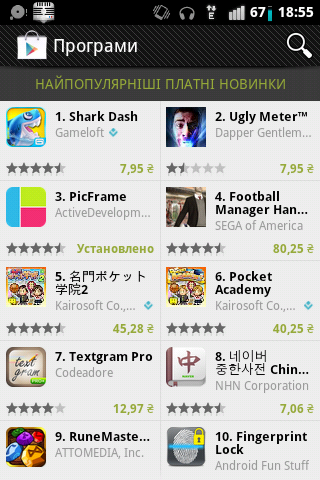 67 18:55
Програми
НАЙПОПУЛЯРНІШІ ПЛАТНІ НОВИНКИ
1. Shark Dash
Gameloft
7,95 ₴
2. Ugly Meter™
Dapper Gentlem...
7,95 ₴
3. PicFrame
ActiveDevelopm...
Установлено
4. Football
Manager Han...
SEGA of America
80,25 ₴
5. 名門ポケット
学院2
Kairosoft Co.,...
45,28 ₴
6. Pocket
Academy
Kairosoft Co.,...
40,25 ₴
text
gram
7. Textgram Pro
Codeadore
12,97 ₴
中
8. 네이버
중한사전 Chin...
NHN Corporation
7,06 ₴
9. RuneMaste...
ATTOMEDIA, Inc.
10. Fingerprint
Lock
Android Fun Stuff